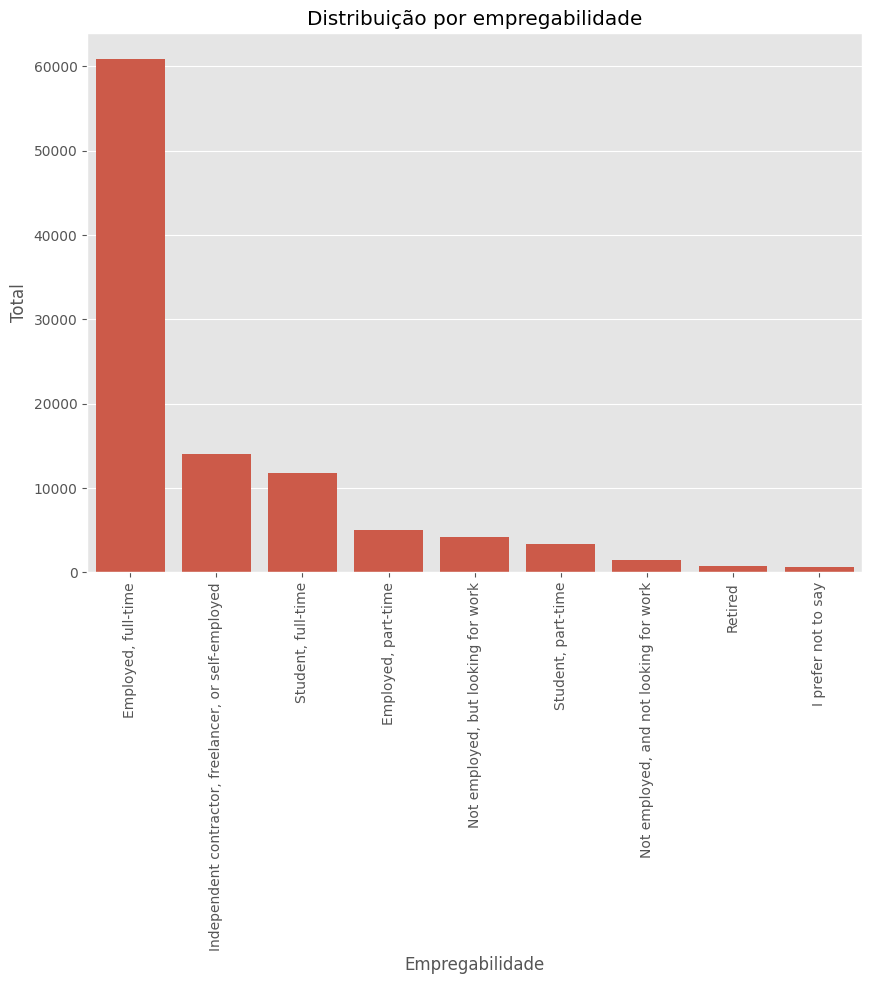 Distribuição por empregabilidade
Total
60000
50000
40000
30000
20000
10000
0
Employed, full-time
Independent contractor, freelancer, or self-employed
Student, full-time
Employed, part-time
Not employed, but looking for work
Student, part-time
Not employed, and not looking for work
Retired
I prefer not to say
Empregabilidade